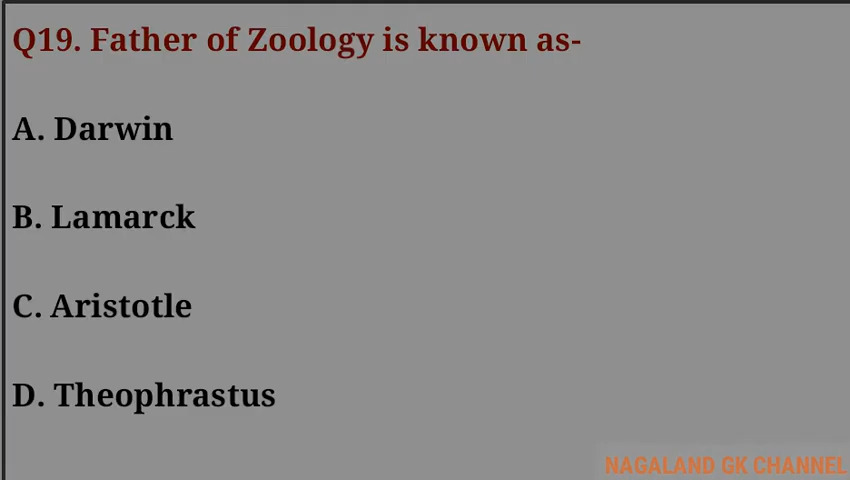 Q19. Father of Zoology is known as-
A. Darwin
B. Lamarck
C. Aristotle
D. Theophrastus
NAGALAND GK CHANNEL